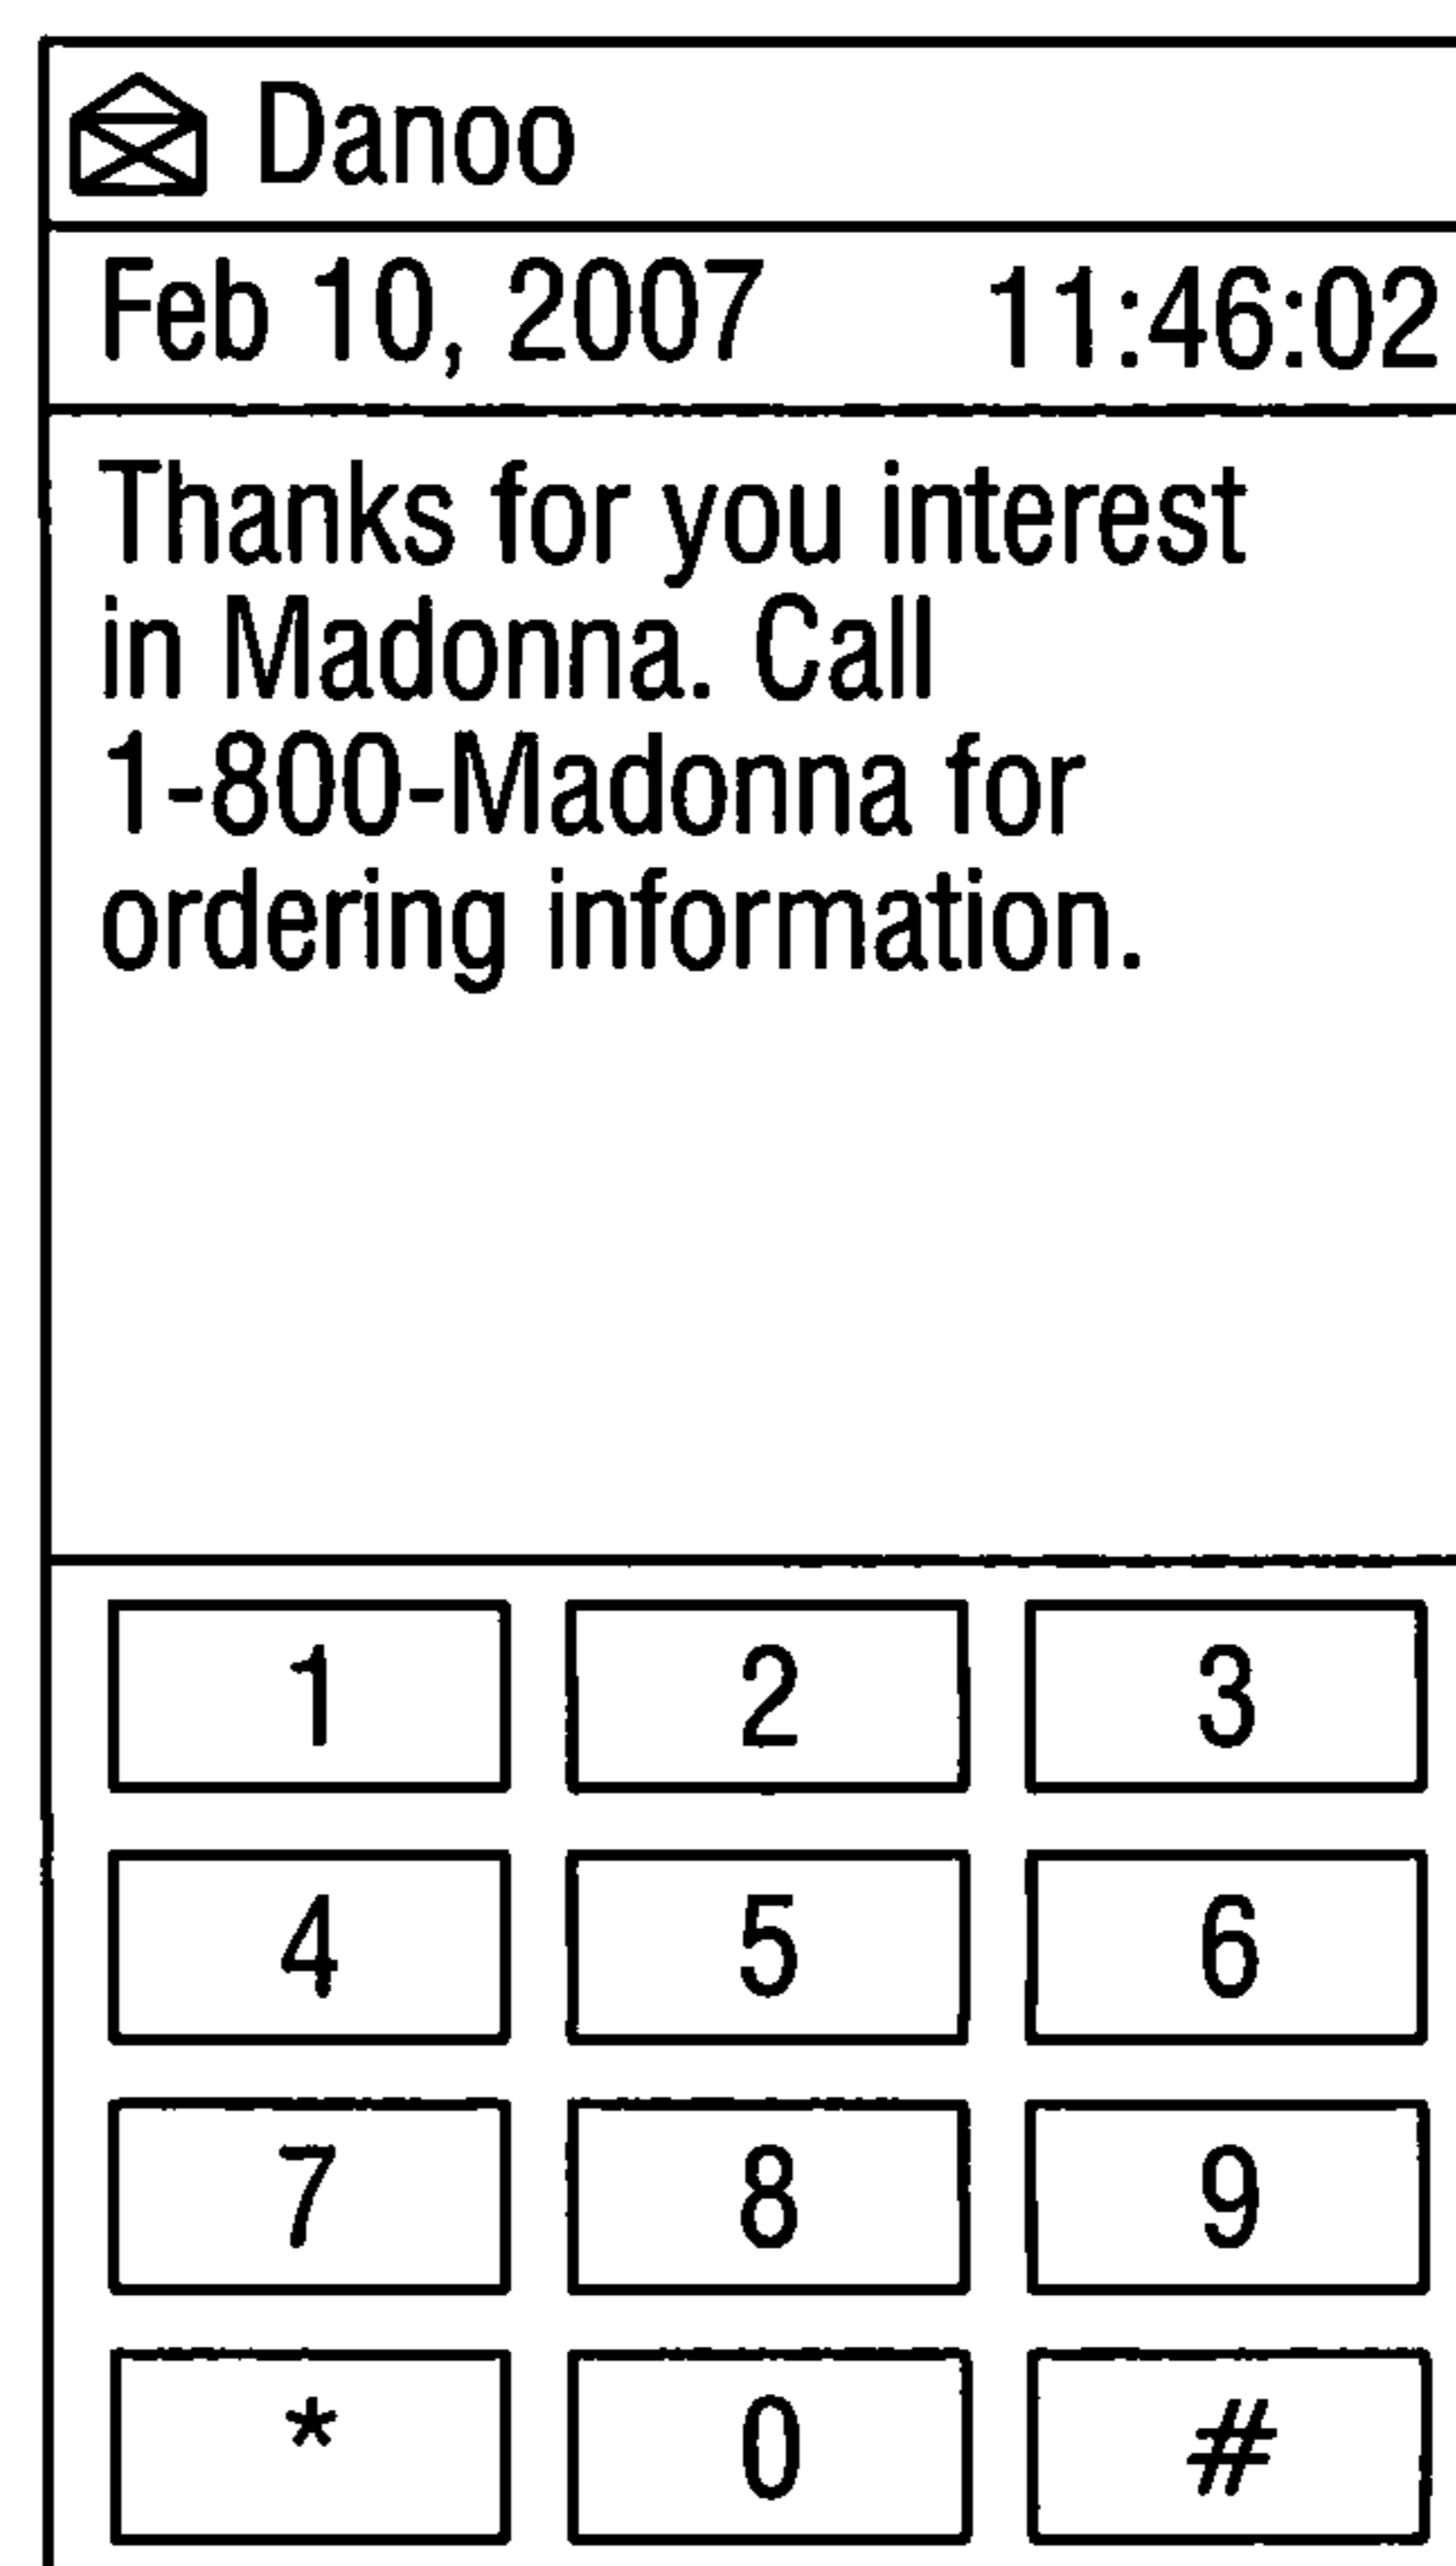 Danoo
Feb 10, 2007 11:46:02
Thanks for you interest
in Madonna. Call
1-800-Madonna for
ordering information.
1 2 3
4 5 6
7 8 9
* 0 #